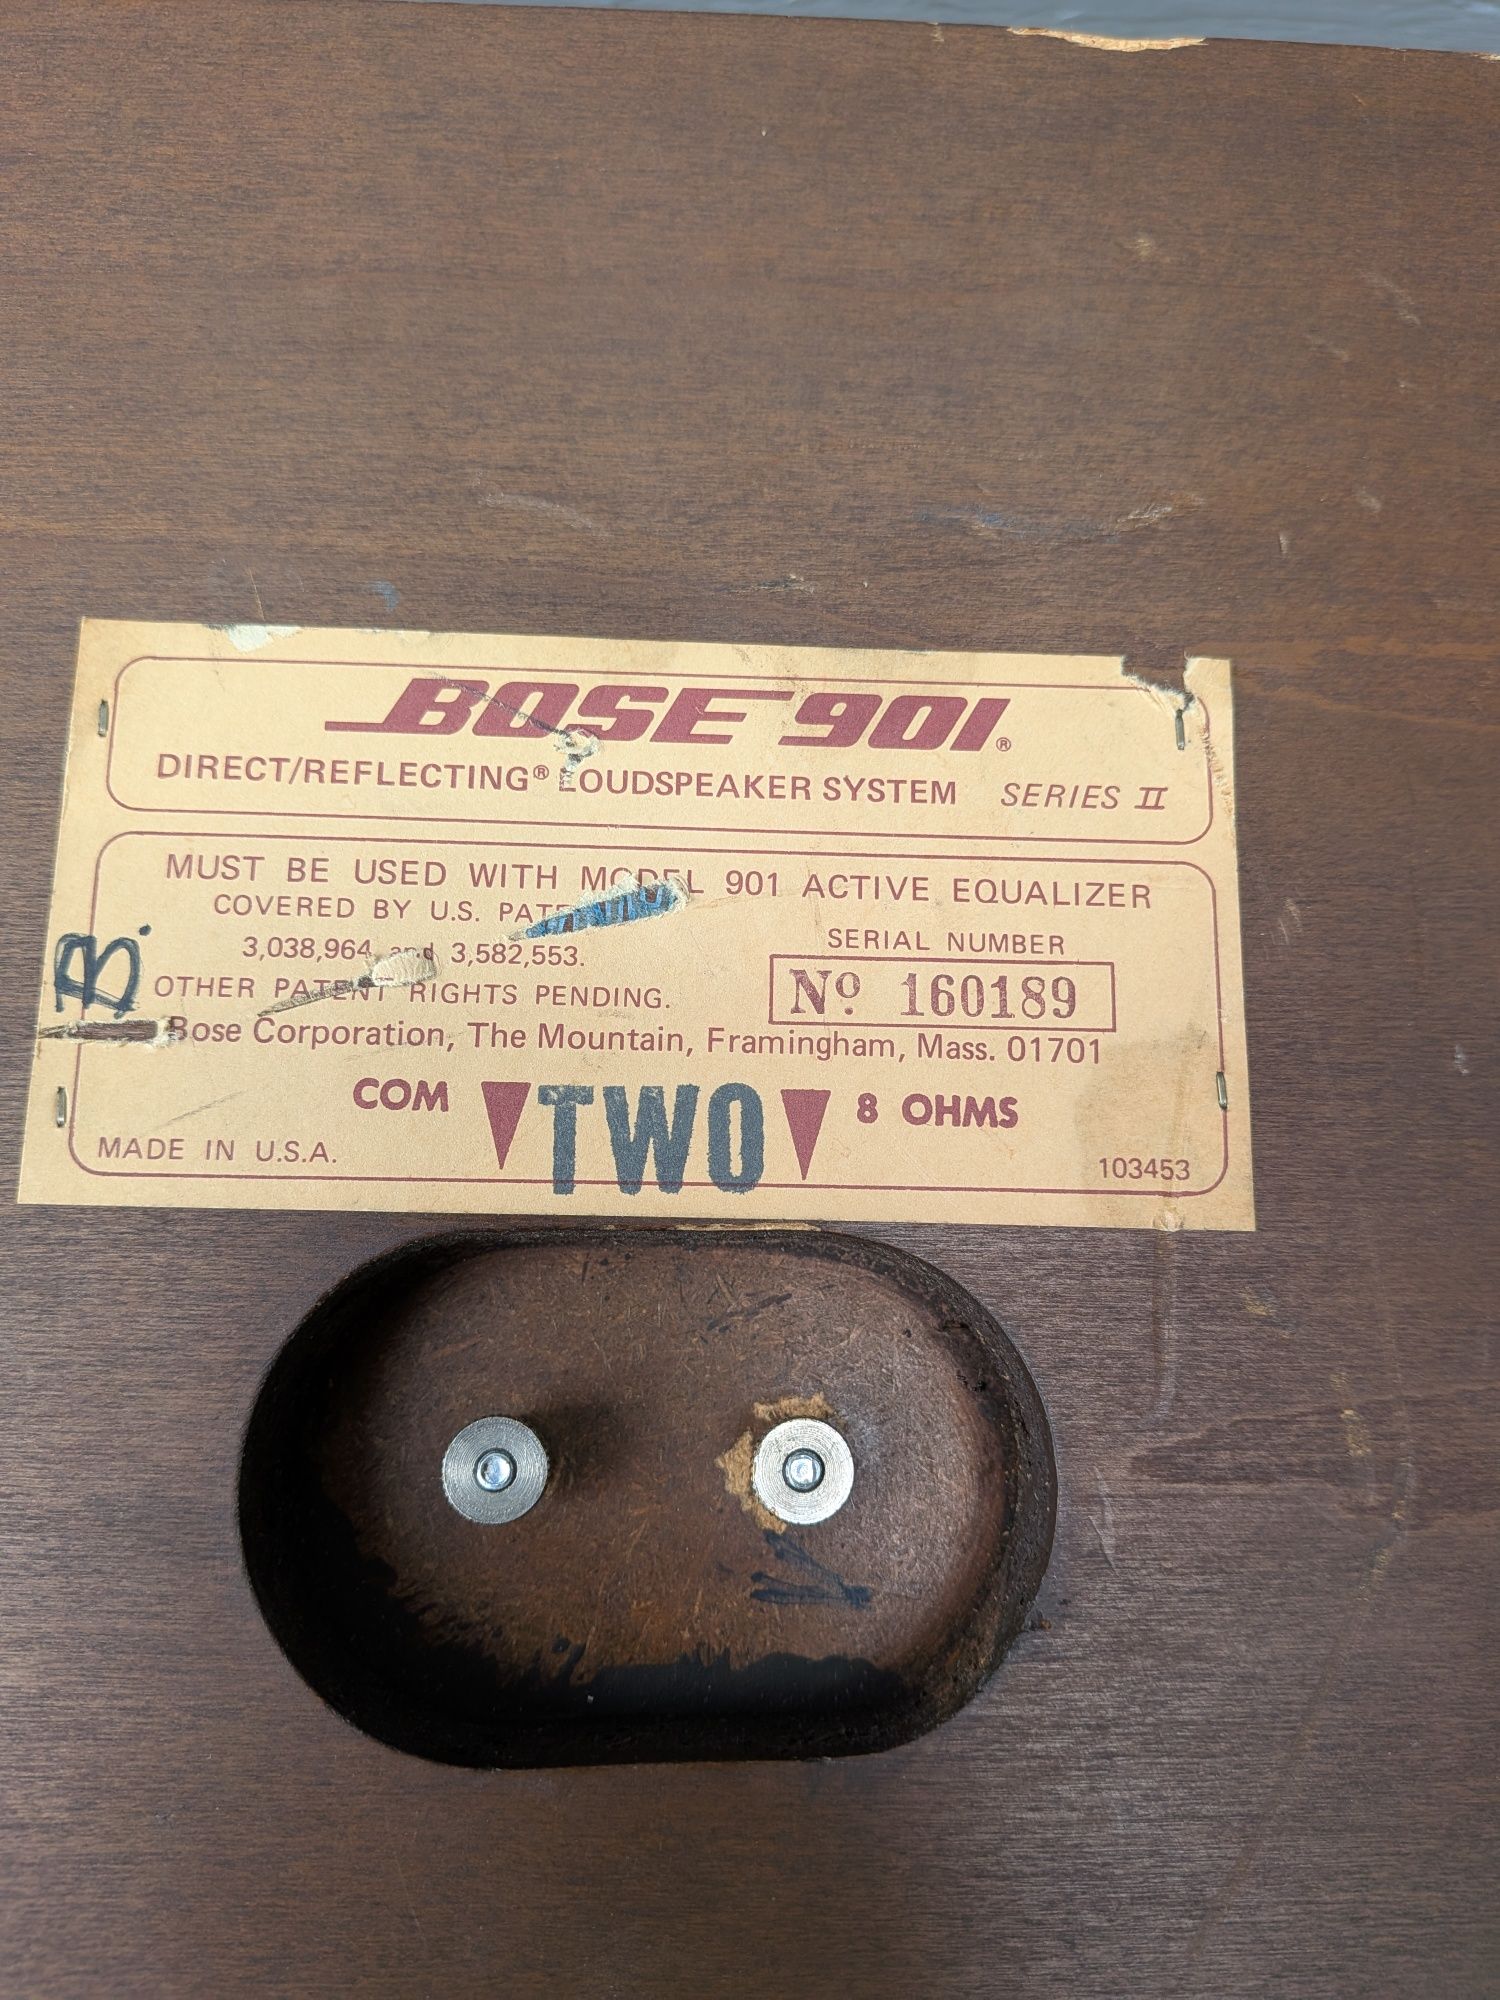 BOSE 901®
DIRECT/REFLECTING® LOUDSPEAKER SYSTEM SERIES II
MUST BE USED WITH MODEL 901 ACTIVE EQUALIZER
COVERED BY U.S.
3,038,964 and 3,582,553.
SERIAL NUMBER
OTHER PATENT RIGHTS PENDING.
Nº 160189
Bose Corporation, The Mountain, Framingham, Mass. 01701
COM TWO 8 OHMS
MADE IN U.S.A.
103453
B.